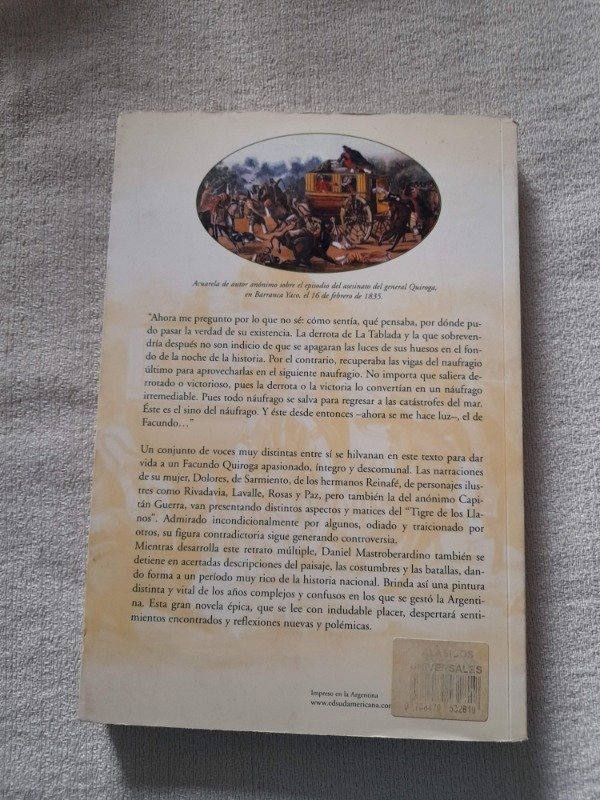 Acuarela de autor anónimo sobre el episodio del asesinato del general Quiroga,
en Barranca Yaco, el 16 de febrero de 1835.
"Ahora me pregunto por lo que no sé: cómo sentía, qué pensaba, por dónde pu-
do pasar la verdad de su existencia. La derrota de La Tablada y la que sobreven-
dría después no son indicio de que se apagaran las luces de sus huesos en el fon-
do de la noche de la historia. Por el contrario, recuperaba las vigas del naufragio
último para aprovecharlas en el siguiente naufragio. No importa que saliera de-
rrotado o victorioso, pues la derrota o la victoria lo convertían en un náufrago
irremediable. Pues todo náufrago se salva para regresar a las catástrofes del mar.
Éste es el sino del náufrago. Y éste desde entonces –ahora se me hace luz–, el de
Facundo…"
Un conjunto de voces muy distintas entre sí se hilvanan en este texto para dar
vida a un Facundo Quiroga apasionado, íntegro y descomunal. Las narraciones
de su mujer, Dolores, de Sarmiento, de los hermanos Reinafé, de personajes ilus-
tres como Rivadavia, Lavalle, Rosas y Paz, pero también la del anónimo Capi-
tán Guerra, van presentando distintos aspectos y matices del "Tigre de los Lla-
nos". Admirado incondicionalmente por algunos, odiado y traicionado por
otros, su figura contradictoria sigue generando controversia.
Mientras desarrolla este retrato múltiple, Daniel Mastroberardino también se
detiene en acertadas descripciones del paisaje, las costumbres y las batallas, dan-
do forma a un período muy rico de la historia nacional. Brinda así una pintura
distinta y vital de los años complejos y confusos en los que se gestó la Argenti-
na. Esta gran novela épica, que se lee con indudable placer, despertará senti-
mientos encontrados y reflexiones nuevas y polémicas.
Impreso en la Argentina
www.edsudamericana.com
CLÁSICOS
UNIVERSALES